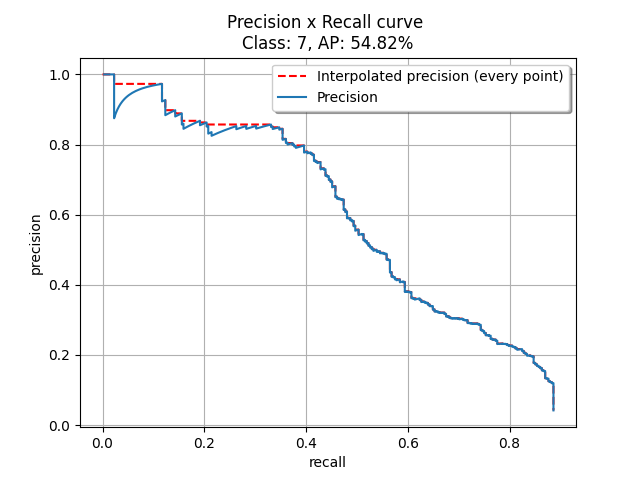 Precision x Recall curve
Class: 7, AP: 54.82%
Interpolated precision (every point)
Precision
1.0
0.8
0.6
0.4
0.2
0.0
precision
0.0 0.2 0.4 0.6 0.8
recall